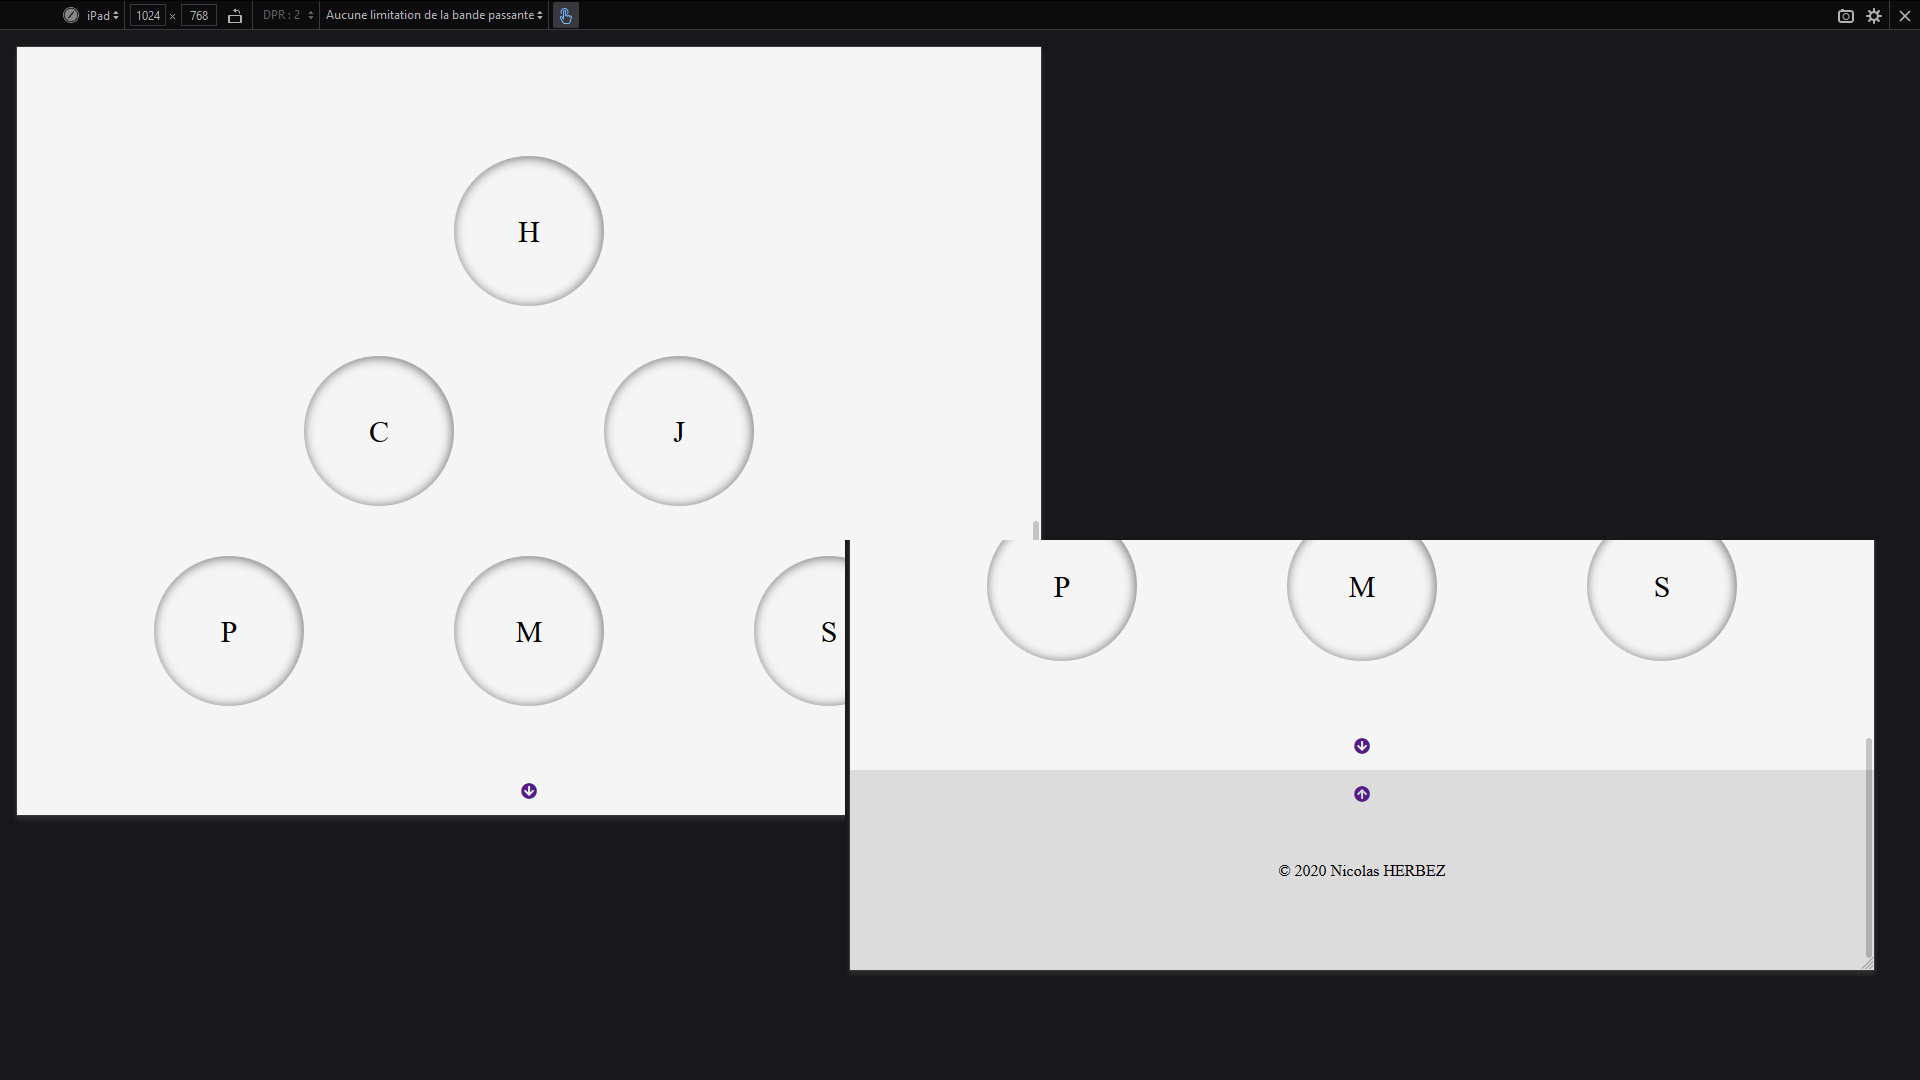 iPad 1024 × 768 DPR : 2 Aucune limitation de la bande passante
H
C J
P M S
P M S
© 2020 Nicolas HERBEZ